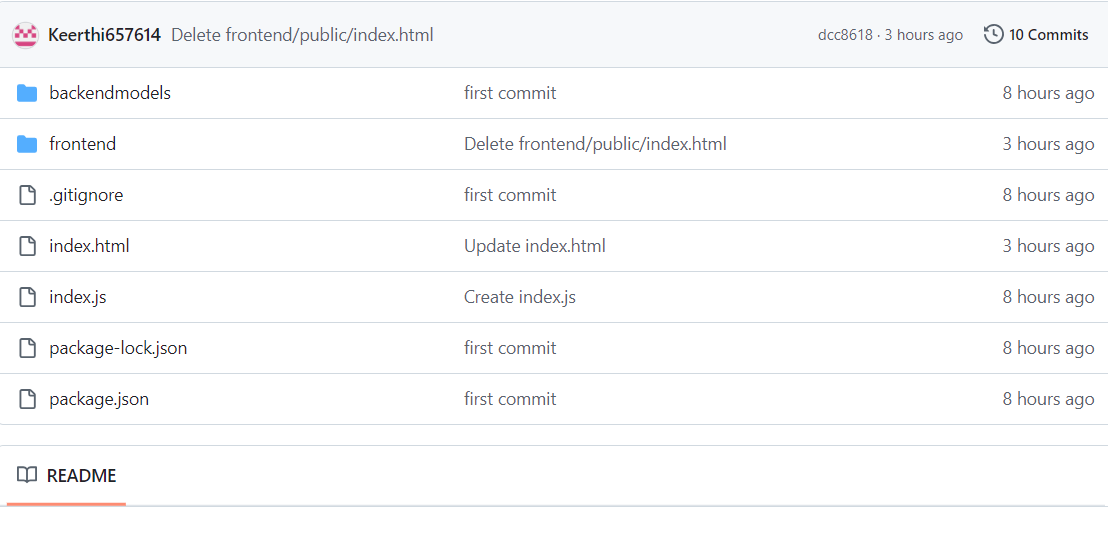 Keerthi657614 Delete frontend/public/index.html dcc8618 · 3 hours ago 10 Commits
backendmodels first commit 8 hours ago
frontend Delete frontend/public/index.html 3 hours ago
.gitignore first commit 8 hours ago
index.html Update index.html 3 hours ago
index.js Create index.js 8 hours ago
package-lock.json first commit 8 hours ago
package.json first commit 8 hours ago
README